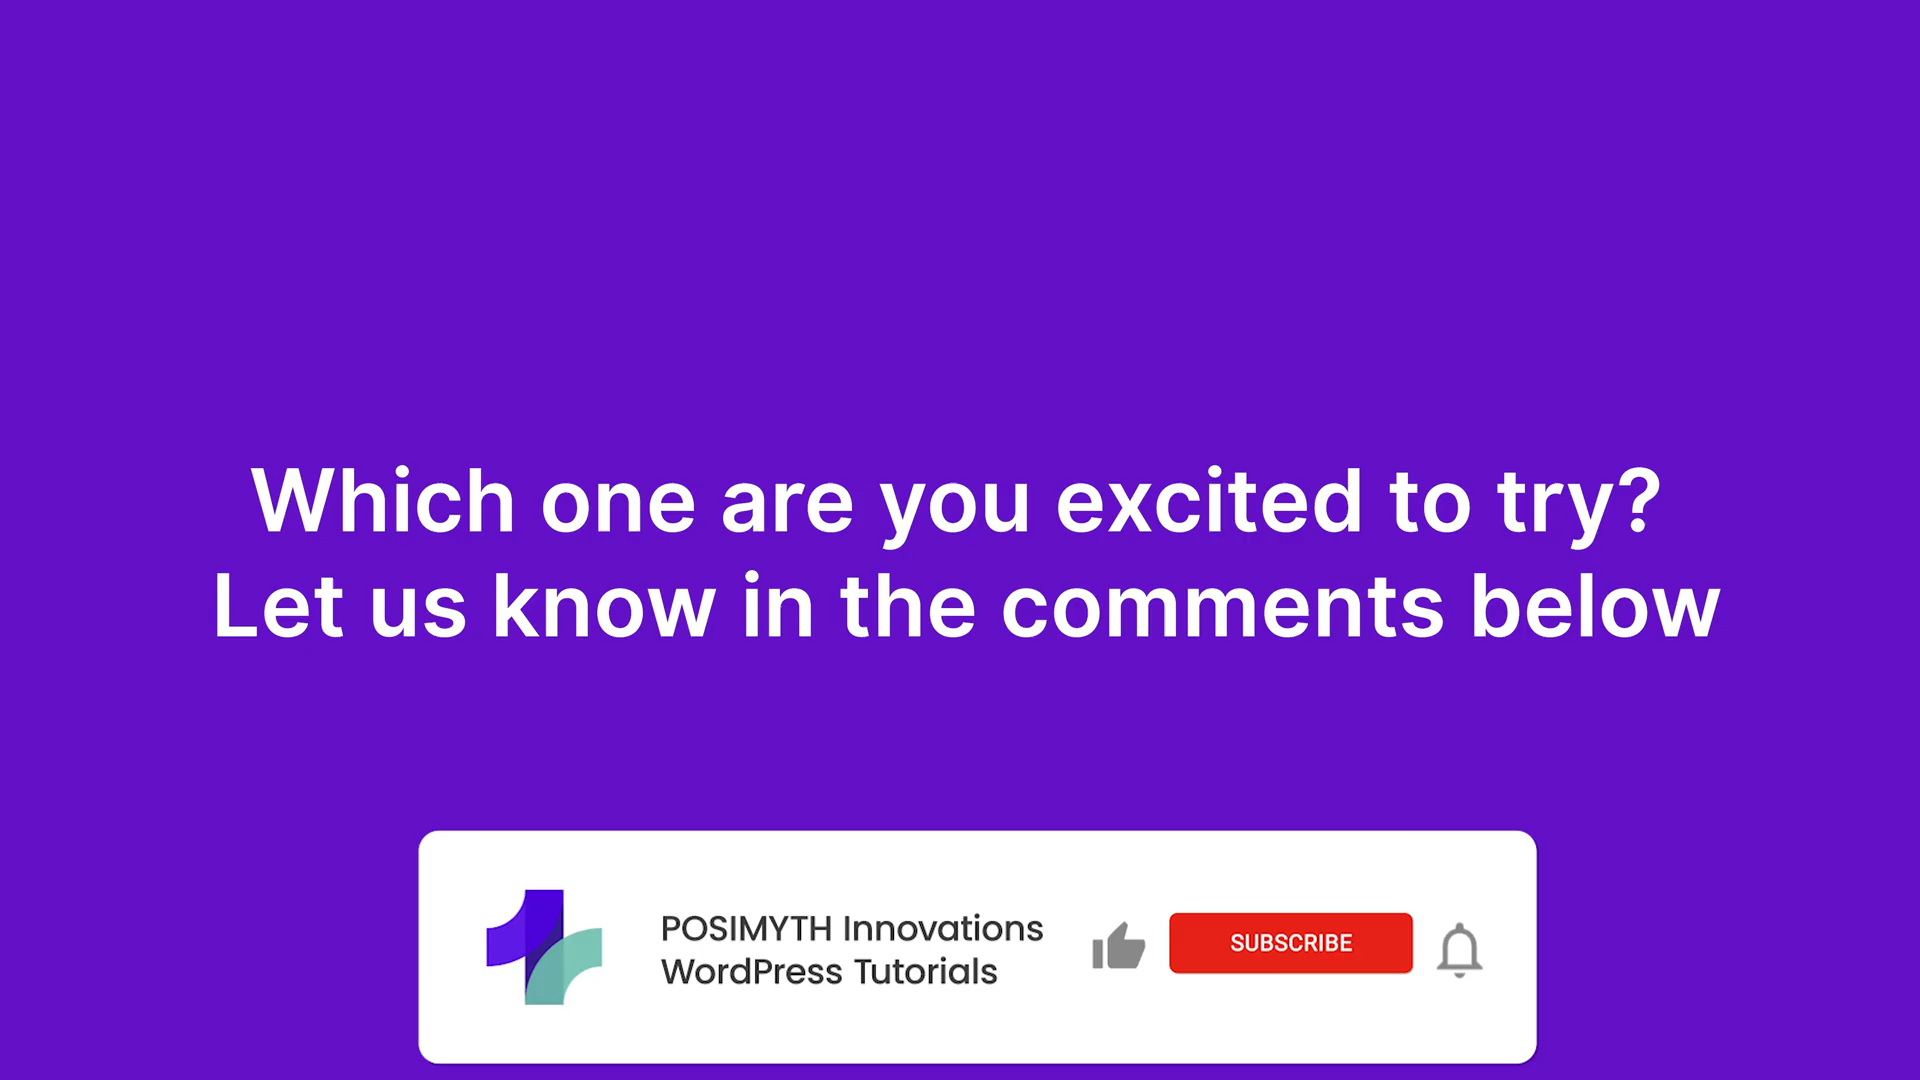 Which one are you excited to try?
Let us know in the comments below
POSIMYTH Innovations
WordPress Tutorials
SUBSCRIBE